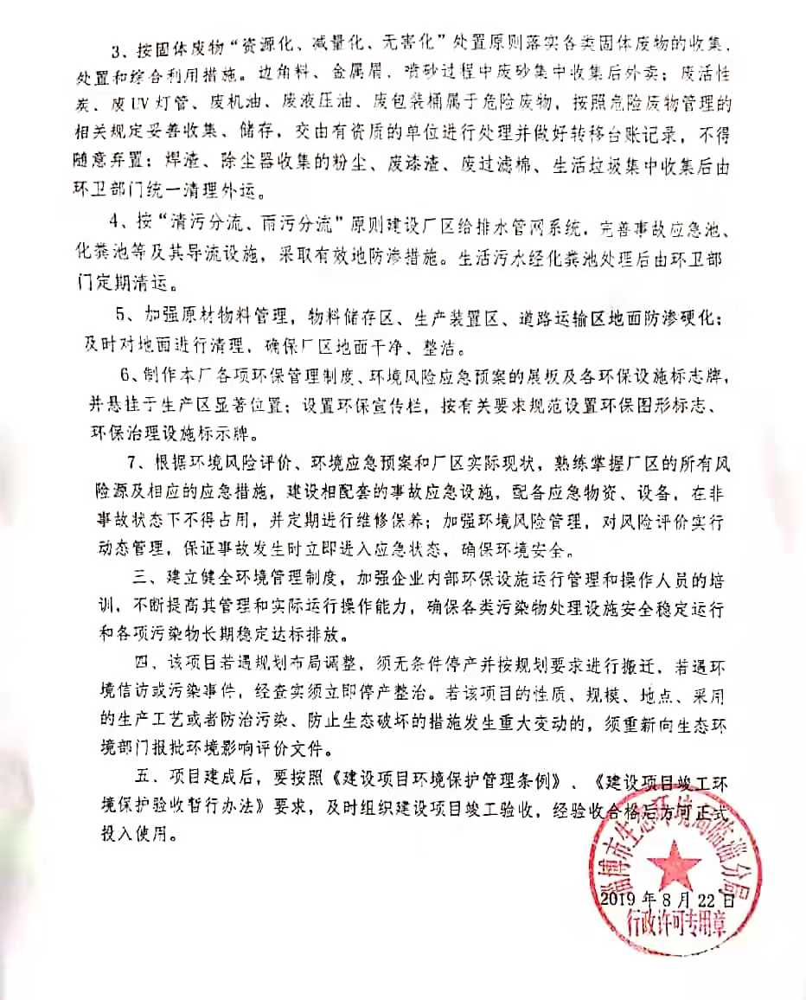 3、按固体废物“资源化、减量化、无害化”处置原则落实各类固体废物的收集、
处置和综合利用措施。边角料、金属屑、喷砂过程中废砂集中收集后外卖；废活性
炭、废UV灯管、废机油、废液压油、废包装桶属于危险废物，按照危险废物管理的
相关规定妥善收集、储存，交由有资质的单位进行处理并做好转移台账记录，不得
随意弃置；焊渣、除尘器收集的粉尘、废漆渣、废过滤棉、生活垃圾集中收集后由
环卫部门统一清理外运。
4、按“清污分流、雨污分流”原则建设厂区给排水管网系统，完善事故应急池、
化粪池等及其导流设施，采取有效地防渗措施。生活污水经化粪池处理后由环卫部
门定期清运。
5、加强原材物料管理，物料储存区、生产装置区、道路运输区地面防渗硬化；
及时对地面进行清理，确保厂区地面干净、整洁。
6、制作本厂各项环保管理制度、环境风险应急预案的展板及各环保设施标志牌，
并悬挂于生产区显著位置；设置环保宣传栏，按有关要求规范设置环保图形标志、
环保治理设施标示牌。
7、根据环境风险评价、环境应急预案和厂区实际现状，熟练掌握厂区的所有风
险源及相应的应急措施，建设相配套的事故应急设施，配备应急物资、设备，在非
事故状态下不得占用，并定期进行维修保养；加强环境风险管理，对风险评价实行
动态管理，保证事故发生时立即进入应急状态，确保环境安全。
三、建立健全环境管理制度，加强企业内部环保设施运行管理和操作人员的培
训，不断提高其管理和实际运行操作能力，确保各类污染物处理设施安全稳定运行
和各项污染物长期稳定达标排放。
四、该项目若遇规划布局调整，须无条件停产并按规划要求进行搬迁，若遇环
境信访或污染事件，经查实须立即停产整治。若该项目的性质、规模、地点、采用
的生产工艺或者防治污染、防止生态破坏的措施发生重大变动的，须重新向生态环
境部门报批环境影响评价文件。
五、项目建成后，要按照《建设项目环境保护管理条例》、《建设项目竣工环
境保护验收暂行办法》要求，及时组织建设项目竣工验收，经验收合格后方可正式
投入使用。
淄博市生态环境局临淄分局
2019年8月22日
行政许可专用章